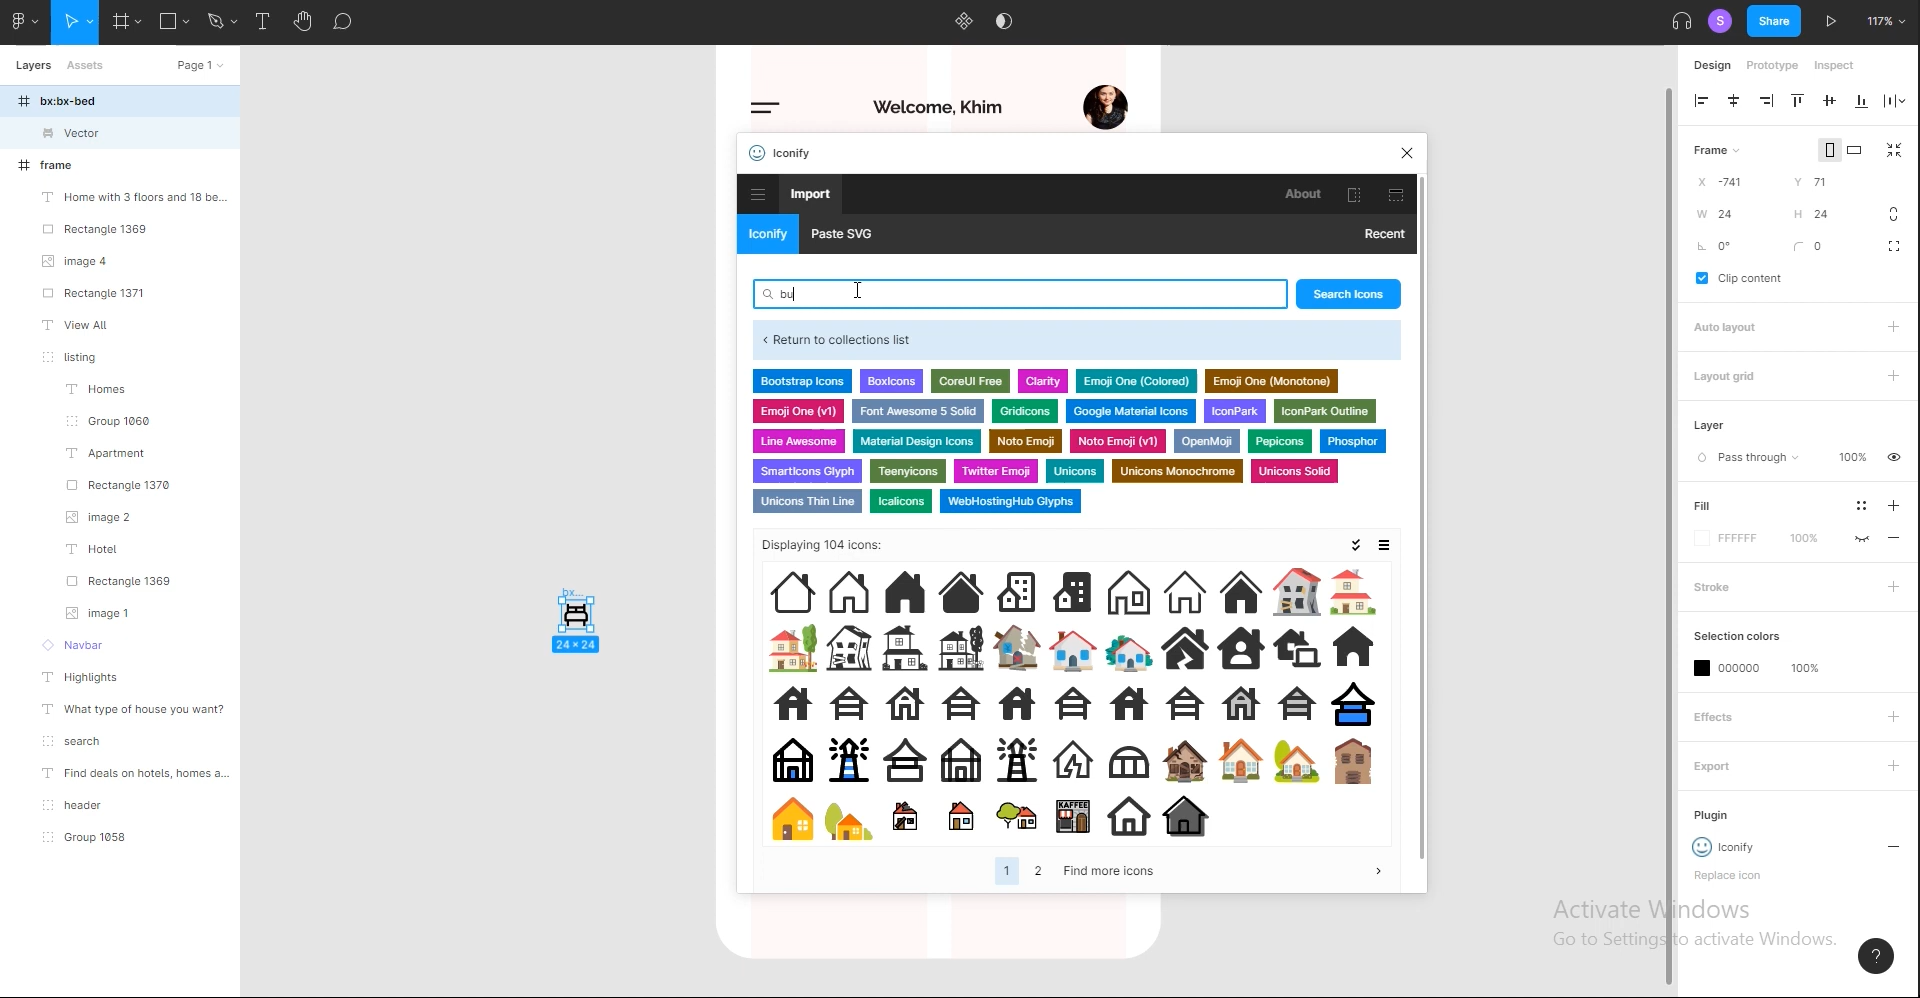 117%
Share
S
Layers
Assets
Page 1
bx:bx-bed
Vector
frame
Home with 3 floors and 18 be...
Rectangle 1369
image 4
Rectangle 1371
View All
listing
Homes
Group 1060
Apartment
Rectangle 1370
image 2
Hotel
Rectangle 1369
image 1
Navbar
Highlights
What type of house you want?
search
Find deals on hotels, homes a...
header
Group 1058
bx...
24 × 24
Welcome, Khim
Iconify
Import
About
Iconify
Paste SVG
Recent
bu
Search Icons
Return to collections list
Bootstrap Icons
BoxIcons
CoreUI Free
Clarity
Emoji One (Colored)
Emoji One (Monotone)
Emoji One (v1)
Font Awesome 5 Solid
Gridicons
Google Material Icons
IconPark
IconPark Outline
Line Awesome
Material Design Icons
Noto Emoji
Noto Emoji (v1)
OpenMoji
Pepicons
Phosphor
SmartIcons Glyph
Teenyicons
Twitter Emoji
Unicons
Unicons Monochrome
Unicons Solid
Unicons Thin Line
Icalicons
WebHostingHub Glyphs
Displaying 104 icons:
KAFFEE
1
2
Find more icons
Design
Prototype
Inspect
Frame
X -741
Y 71
W 24
H 24
0°
0
Clip content
Auto layout
Layout grid
Layer
Pass through
100%
Fill
FFFFFF
100%
Stroke
Selection colors
000000
100%
Effects
Export
Plugin
Iconify
Replace icon
Activate Windows
Go to Settings to activate Windows.
?